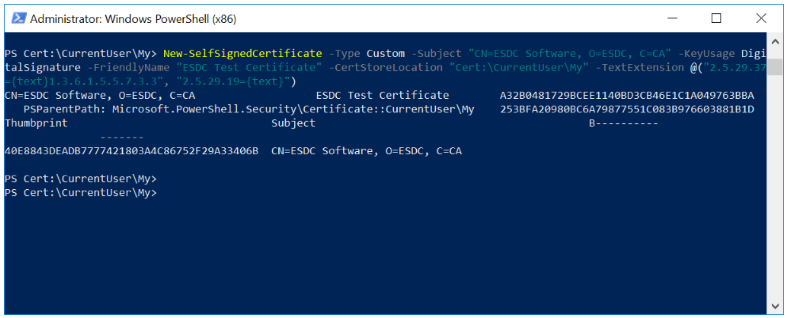 Administrator: Windows PowerShell (x86)
PS Cert:\CurrentUser\My> New-SelfSignedCertificate -Type Custom -Subject "CN=ESDC Software, O=ESDC, C=CA" -KeyUsage Digi
talSignature -FriendlyName "ESDC Test Certificate" -CertStoreLocation "Cert:\CurrentUser\My" -TextExtension @("2.5.29.37
={text}1.3.6.1.5.5.7.3.3", "2.5.29.19={text}")
CN=ESDC Software, O=ESDC, C=CA ESDC Test Certificate A32B0481729BCEE1140BD3CB46E1C1A049763BBA
PSParentPath: Microsoft.PowerShell.Security\Certificate::CurrentUser\My 253BFA20980BC6A79877551C083B976603881B1D
Thumbprint Subject B----------
-------
40E8843DEADB7777421803A4C86752F29A33406B CN=ESDC Software, O=ESDC, C=CA
PS Cert:\CurrentUser\My>
PS Cert:\CurrentUser\My>